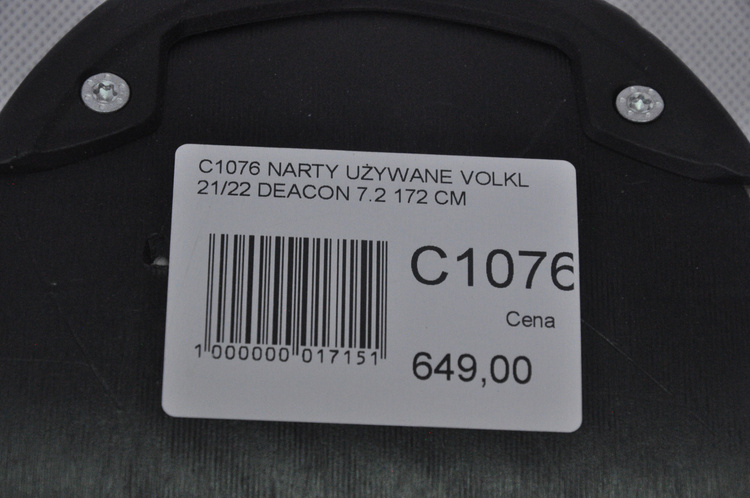 C1076 NARTY UŻYWANE VOLKL
21/22 DEACON 7.2 172 CM
C1076
Cena
1 000000 017151
649,00